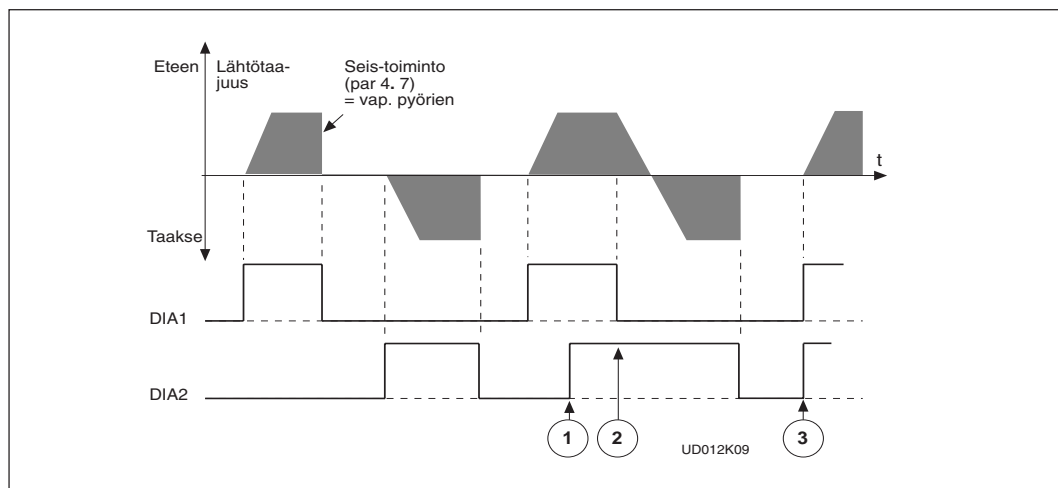 Eteen
Lähtötaa-
juus
Seis-toiminto
(par 4. 7)
= vap. pyörien
t
Taakse
DIA1
DIA2
1
2
3
UD012K09